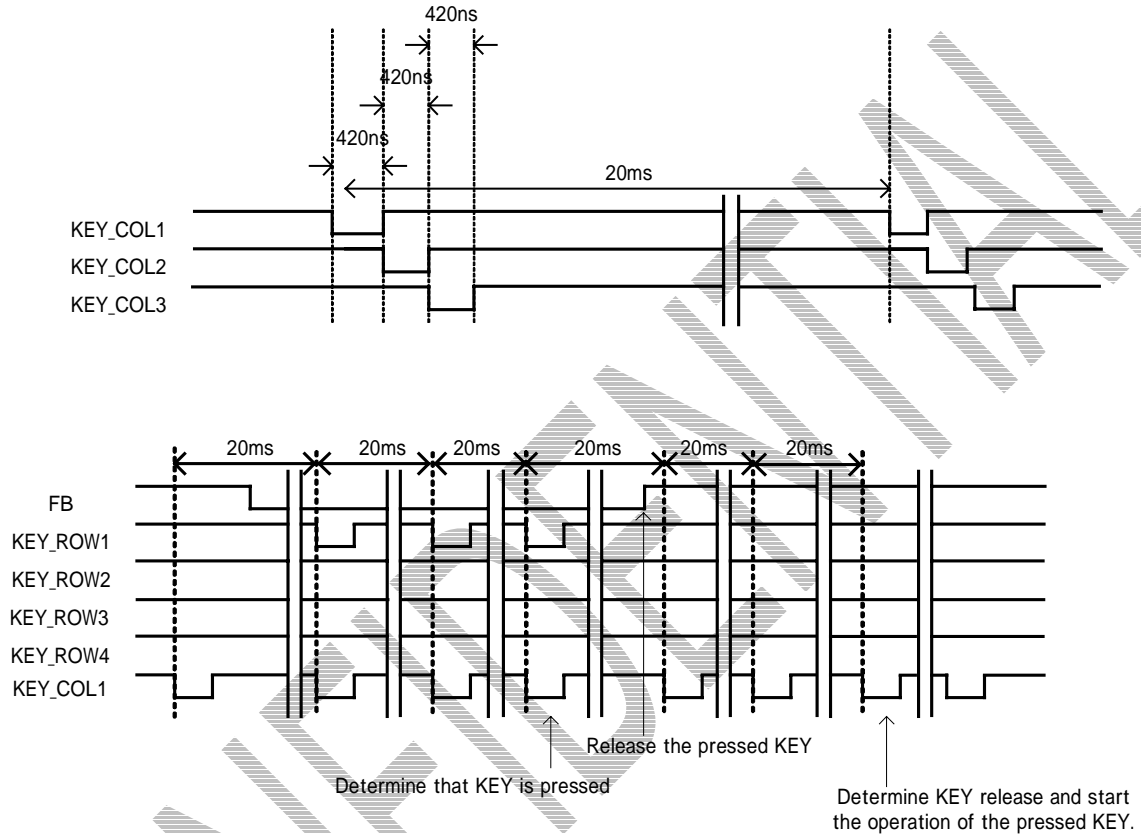 420ns
420ns
420ns
20ms
KEY_COL1
KEY_COL2
KEY_COL3
20ms 20ms 20ms 20ms 20ms 20ms
FB
KEY_ROW1
KEY_ROW2
KEY_ROW3
KEY_ROW4
KEY_COL1
Release the pressed KEY
Determine that KEY is pressed
Determine KEY release and start
the operation of the pressed KEY.
CONFIDENTIAL